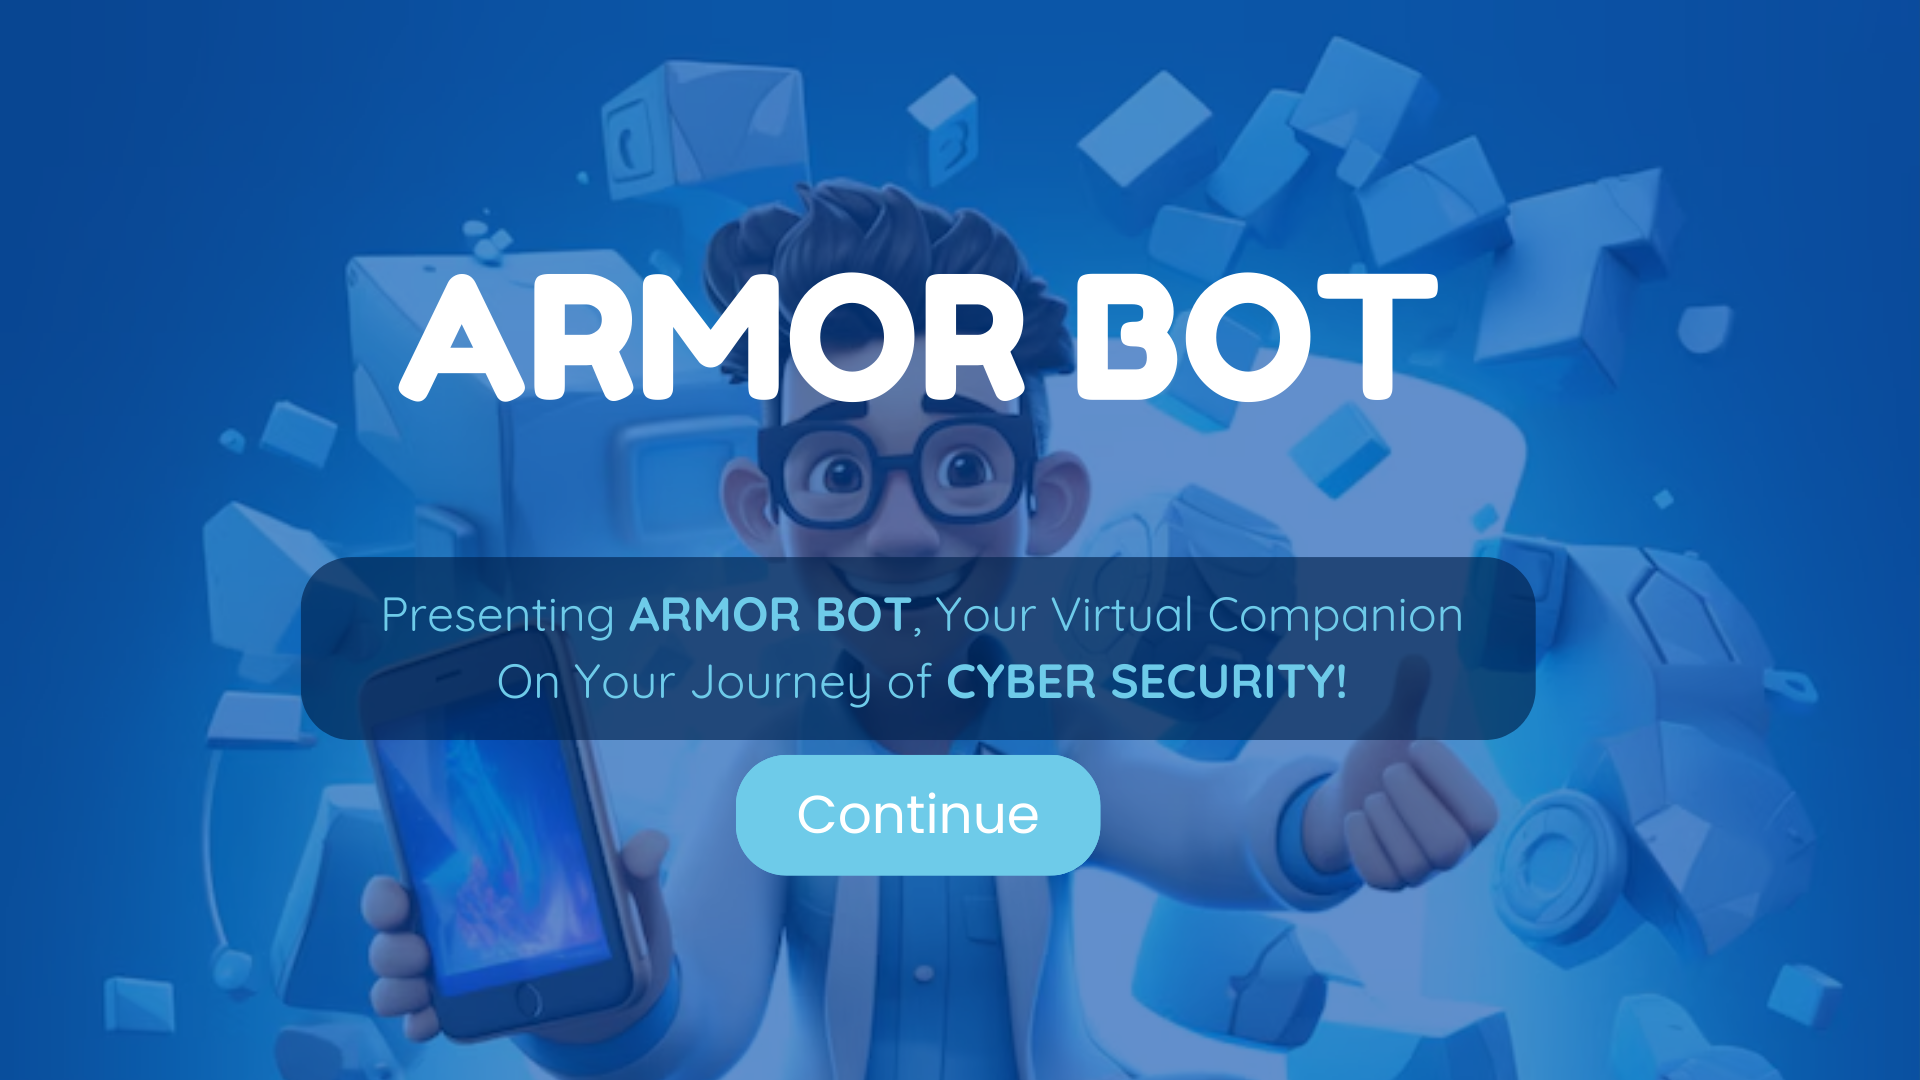 ARMOR BOT
Presenting ARMOR BOT, Your Virtual Companion
On Your Journey of CYBER SECURITY!
Continue